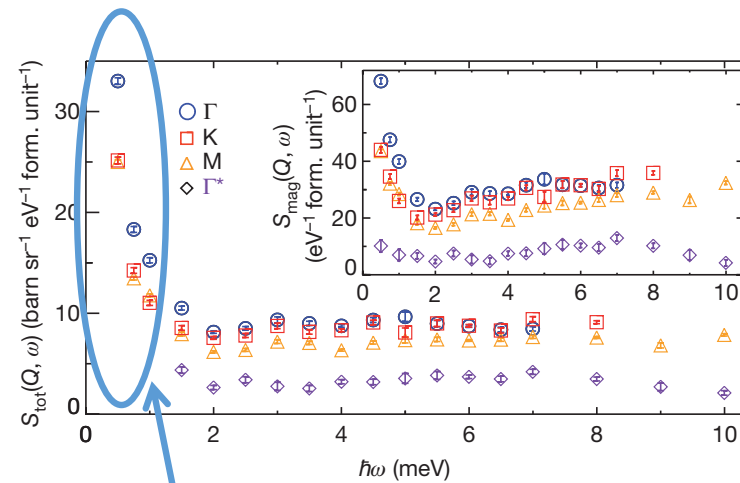 S_tot(Q, ω) (barn sr⁻¹ eV⁻¹ form. unit⁻¹)
30
20
10
0
0
2
4
6
8
10
ħω (meV)
Γ
K
M
Γ*
S_mag(Q, ω)
(eV⁻¹ form. unit⁻¹)
60
40
20
0
0
2
4
6
8
10